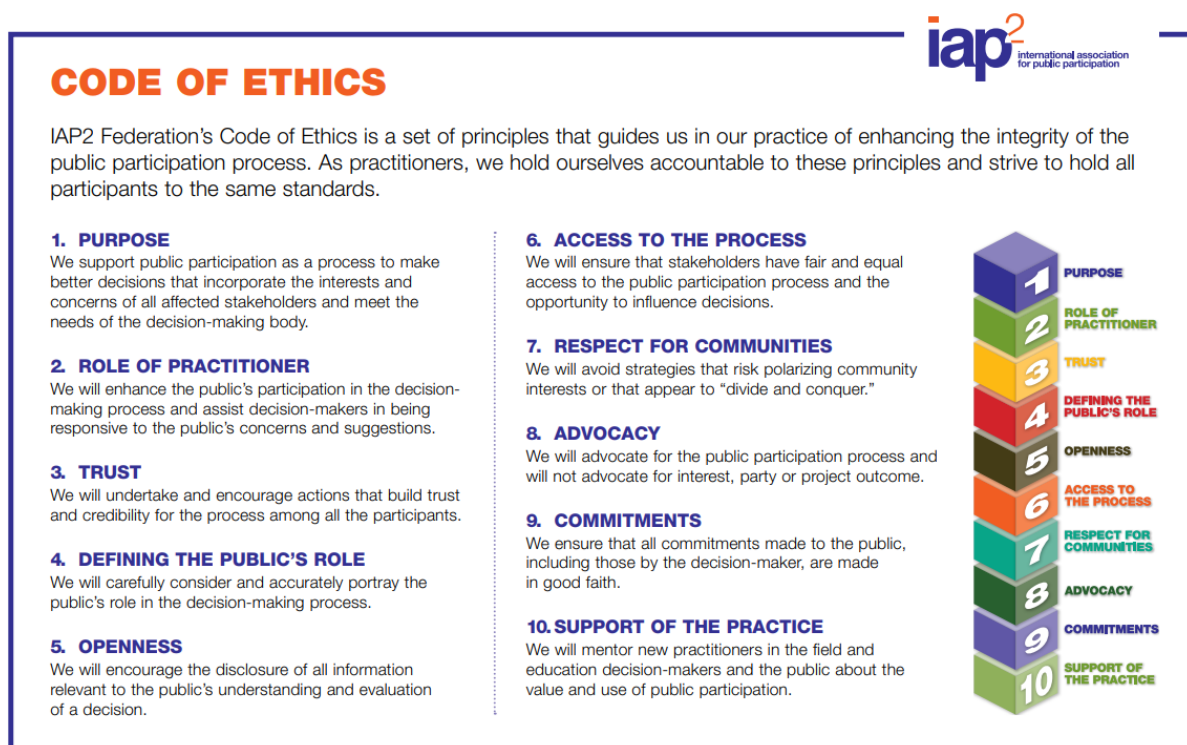 iap2
international association
for public participation
CODE OF ETHICS
IAP2 Federation's Code of Ethics is a set of principles that guides us in our practice of enhancing the integrity of the
public participation process. As practitioners, we hold ourselves accountable to these principles and strive to hold all
participants to the same standards.
1. PURPOSE
We support public participation as a process to make
better decisions that incorporate the interests and
concerns of all affected stakeholders and meet the
needs of the decision-making body.
2. ROLE OF PRACTITIONER
We will enhance the public's participation in the decision-
making process and assist decision-makers in being
responsive to the public's concerns and suggestions.
3. TRUST
We will undertake and encourage actions that build trust
and credibility for the process among all the participants.
4. DEFINING THE PUBLIC'S ROLE
We will carefully consider and accurately portray the
public's role in the decision-making process.
5. OPENNESS
We will encourage the disclosure of all information
relevant to the public's understanding and evaluation
of a decision.
6. ACCESS TO THE PROCESS
We will ensure that stakeholders have fair and equal
access to the public participation process and the
opportunity to influence decisions.
7. RESPECT FOR COMMUNITIES
We will avoid strategies that risk polarizing community
interests or that appear to “divide and conquer.”
8. ADVOCACY
We will advocate for the public participation process and
will not advocate for interest, party or project outcome.
9. COMMITMENTS
We ensure that all commitments made to the public,
including those by the decision-maker, are made
in good faith.
10. SUPPORT OF THE PRACTICE
We will mentor new practitioners in the field and
education decision-makers and the public about the
value and use of public participation.
1 PURPOSE
2 ROLE OF
PRACTITIONER
3 TRUST
4 DEFINING THE
PUBLIC'S ROLE
5 OPENNESS
6 ACCESS TO
THE PROCESS
7 RESPECT FOR
COMMUNITIES
8 ADVOCACY
9 COMMITMENTS
10 SUPPORT OF
THE PRACTICE